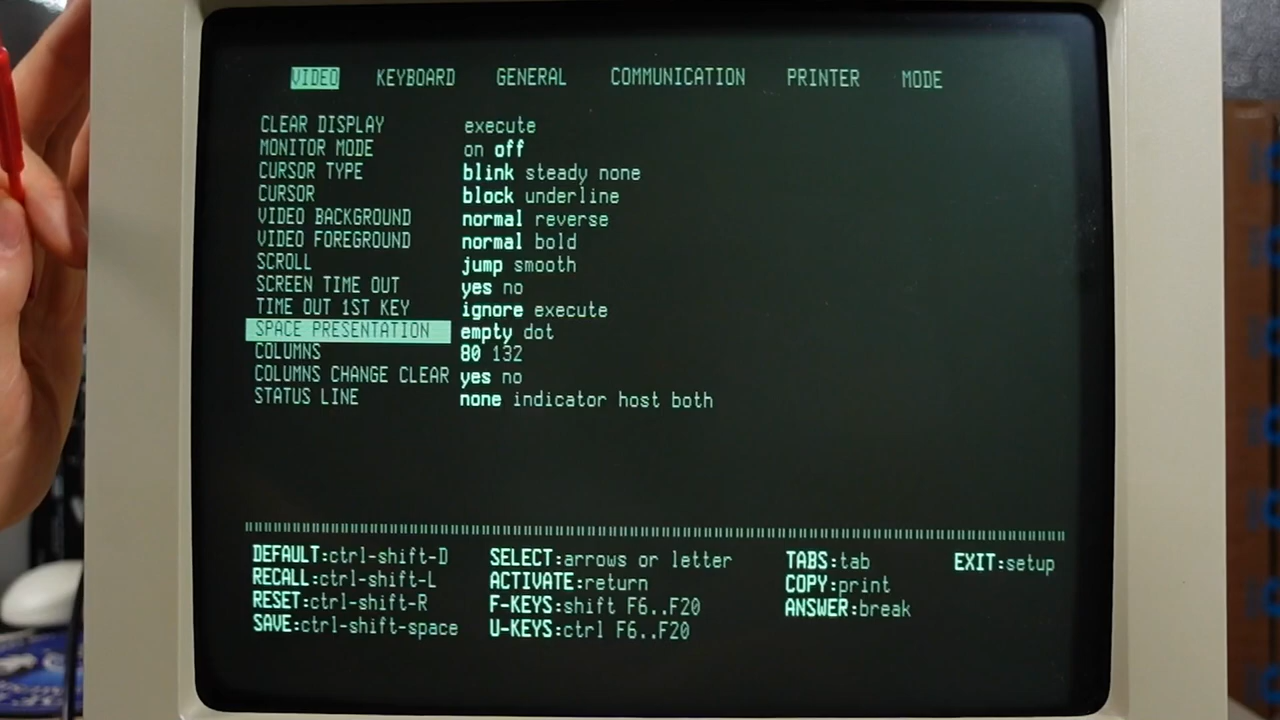 VIDEO KEYBOARD GENERAL COMMUNICATION PRINTER MODE
CLEAR DISPLAY execute
MONITOR MODE on off
CURSOR TYPE blink steady none
CURSOR block underline
VIDEO BACKGROUND normal reverse
VIDEO FOREGROUND normal bold
SCROLL jump smooth
SCREEN TIME OUT yes no
TIME OUT 1ST KEY ignore execute
SPACE PRESENTATION empty dot
COLUMNS 80 132
COLUMNS CHANGE CLEAR yes no
STATUS LINE none indicator host both
DEFAULT:ctrl-shift-D SELECT:arrows or letter TABS:tab EXIT:setup
RECALL:ctrl-shift-L ACTIVATE:return COPY:print
RESET:ctrl-shift-R F-KEYS:shift F6..F20 ANSWER:break
SAVE:ctrl-shift-space U-KEYS:ctrl F6..F20